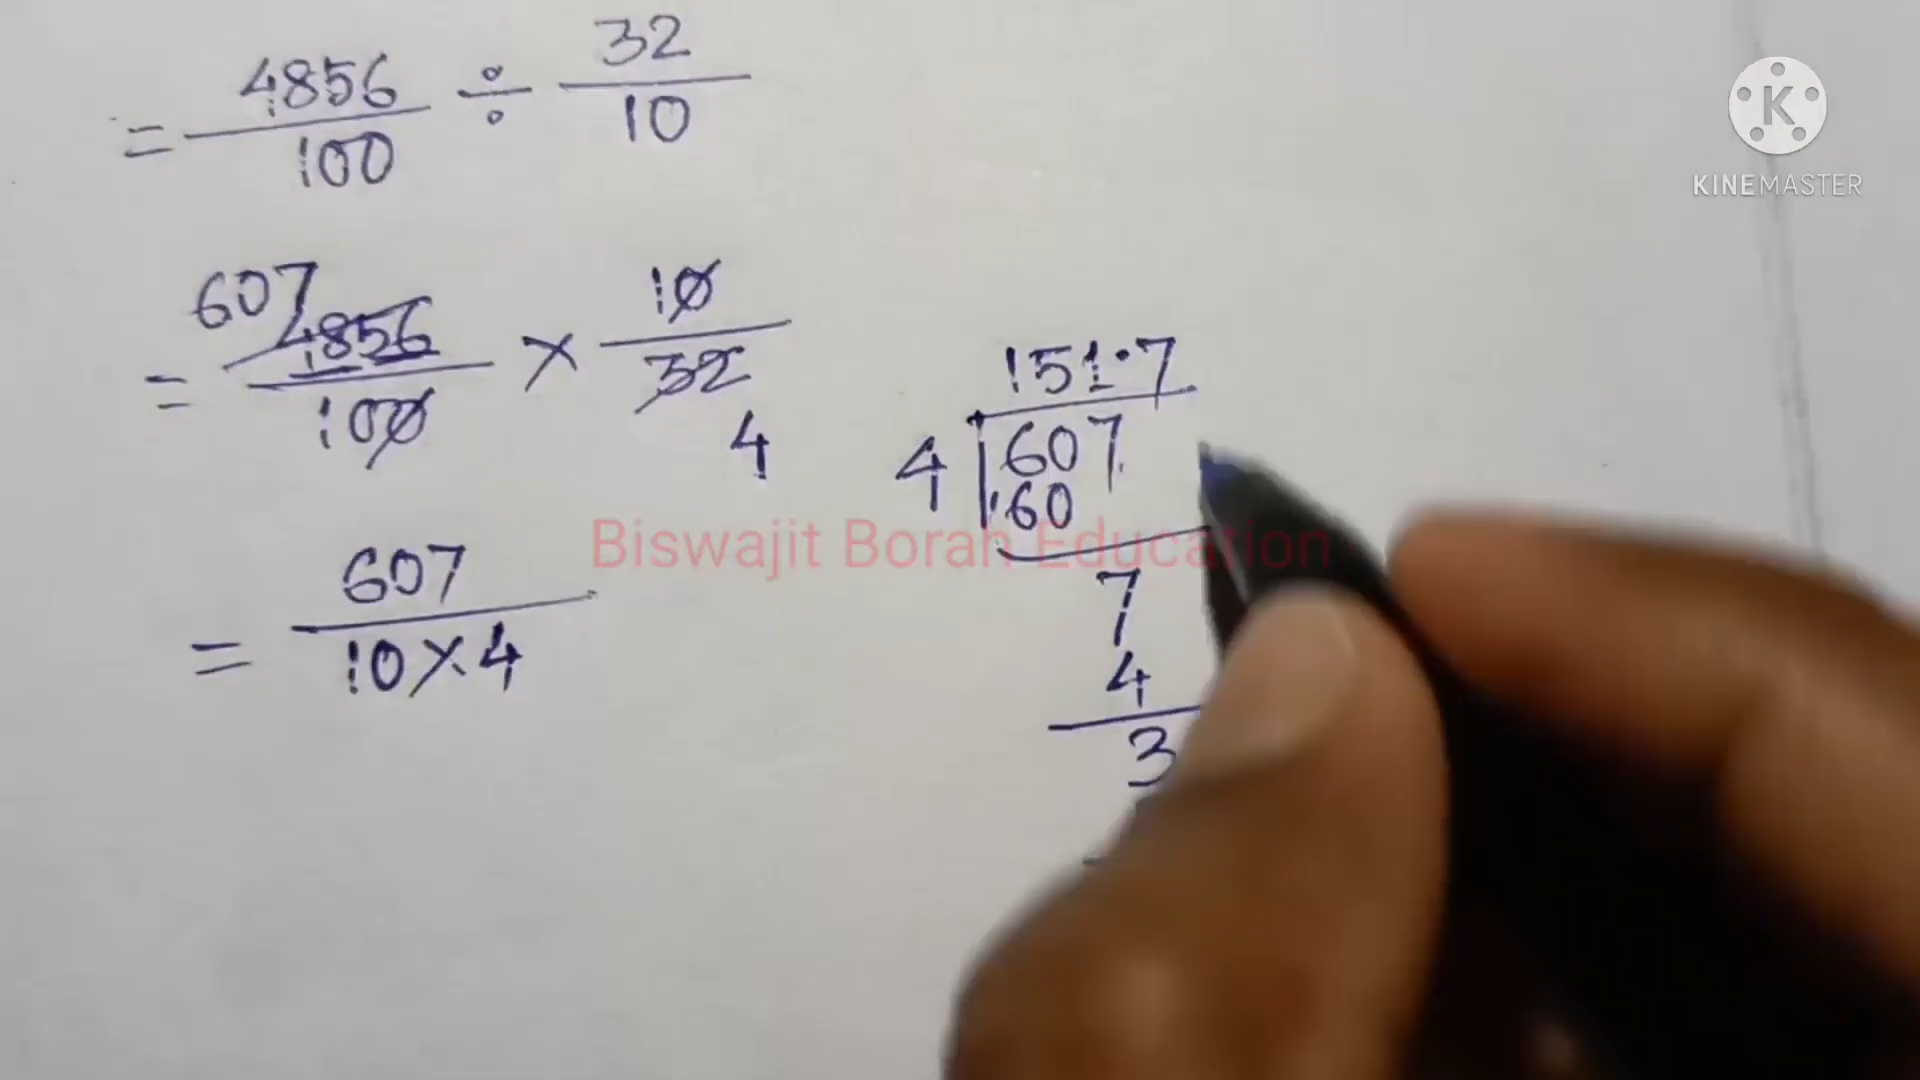 = 4856/100 ÷ 32/10
607
= 4856/100 × 10/32
4
= 607/10×4
151.7
4 607
60
7
4
3
Biswajit Borah Education
K
KINEMASTER